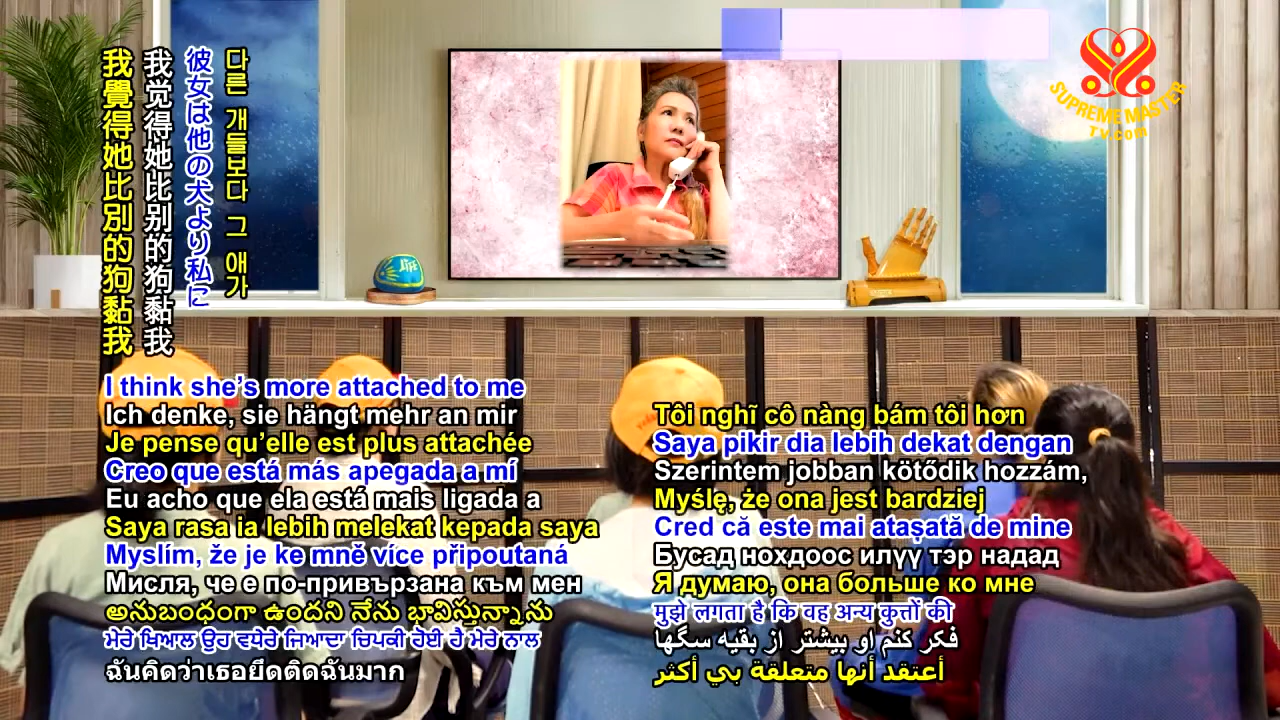 我覺得她比別的狗黏我
我觉得她比别的狗黏我
彼女は他の犬より私に
다른 개들보다 그 애가
SUPREME MASTER
TV.com
I think she's more attached to me
Ich denke, sie hängt mehr an mir
Je pense qu'elle est plus attachée
Creo que está más apegada a mí
Eu acho que ela está mais ligada a
Saya rasa ia lebih melekat kepada saya
Myslím, že je ke mně více připoutaná
Мисля, че е по-привързана към мен
అనుబంధంగా ఉందని నేను భావిస్తున్నాను
ਮੇਰੇ ਖਿਆਲ ਉਹ ਵਧੇਰੇ ਜਿਆਦਾ ਚਿਪਕੀ ਹੋਈ ਹੈ ਮੇਰੇ ਨਾਲ
ฉันคิดว่าเธอยึดติดฉันมาก
Tôi nghĩ cô nàng bám tôi hơn
Saya pikir dia lebih dekat dengan
Szerintem jobban kötődik hozzám,
Myślę, że ona jest bardziej
Cred că este mai atașată de mine
Бусад нохдоос илүү тэр надад
Я думаю, она больше ко мне
मुझे लगता है कि वह अन्य कुत्तों की
فکر کنم او بیشتر از بقیه سگها
أعتقد أنها متعلقة بي أكثر